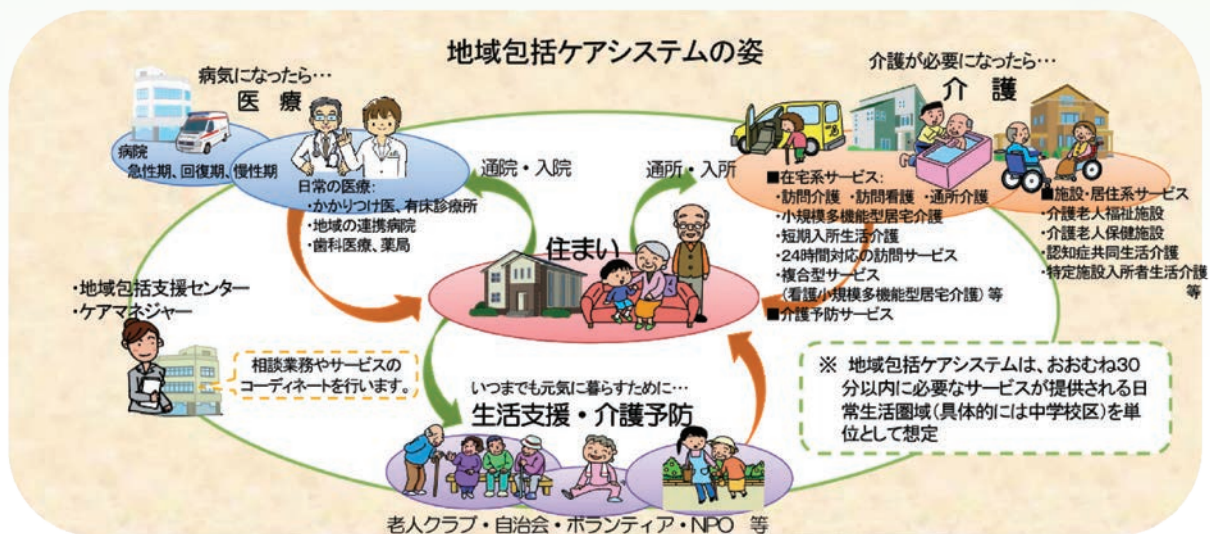 地域包括ケアシステムの姿
病気になったら…
医 療
病院
急性期、回復期、慢性期
日常の医療:
・かかりつけ医、有床診療所
・地域の連携病院
・歯科医療、薬局
通院・入院
通所・入所
介護が必要になったら…
介 護
■在宅系サービス:
・訪問介護 ・訪問看護 ・通所介護
・小規模多機能型居宅介護
・短期入所生活介護
・24時間対応の訪問サービス
・複合型サービス
(看護小規模多機能型居宅介護)等
■介護予防サービス
■施設・居住系サービス
・介護老人福祉施設
・介護老人保健施設
・認知症共同生活介護
・特定施設入所者生活介護
等
住まい
・地域包括支援センター
・ケアマネジャー
相談業務やサービスの
コーディネートを行います。
いつまでも元気に暮らすために…
生活支援・介護予防
老人クラブ・自治会・ボランティア・NPO 等
※ 地域包括ケアシステムは、おおむね30
分以内に必要なサービスが提供される日
常生活圏域(具体的には中学校区)を単
位として想定